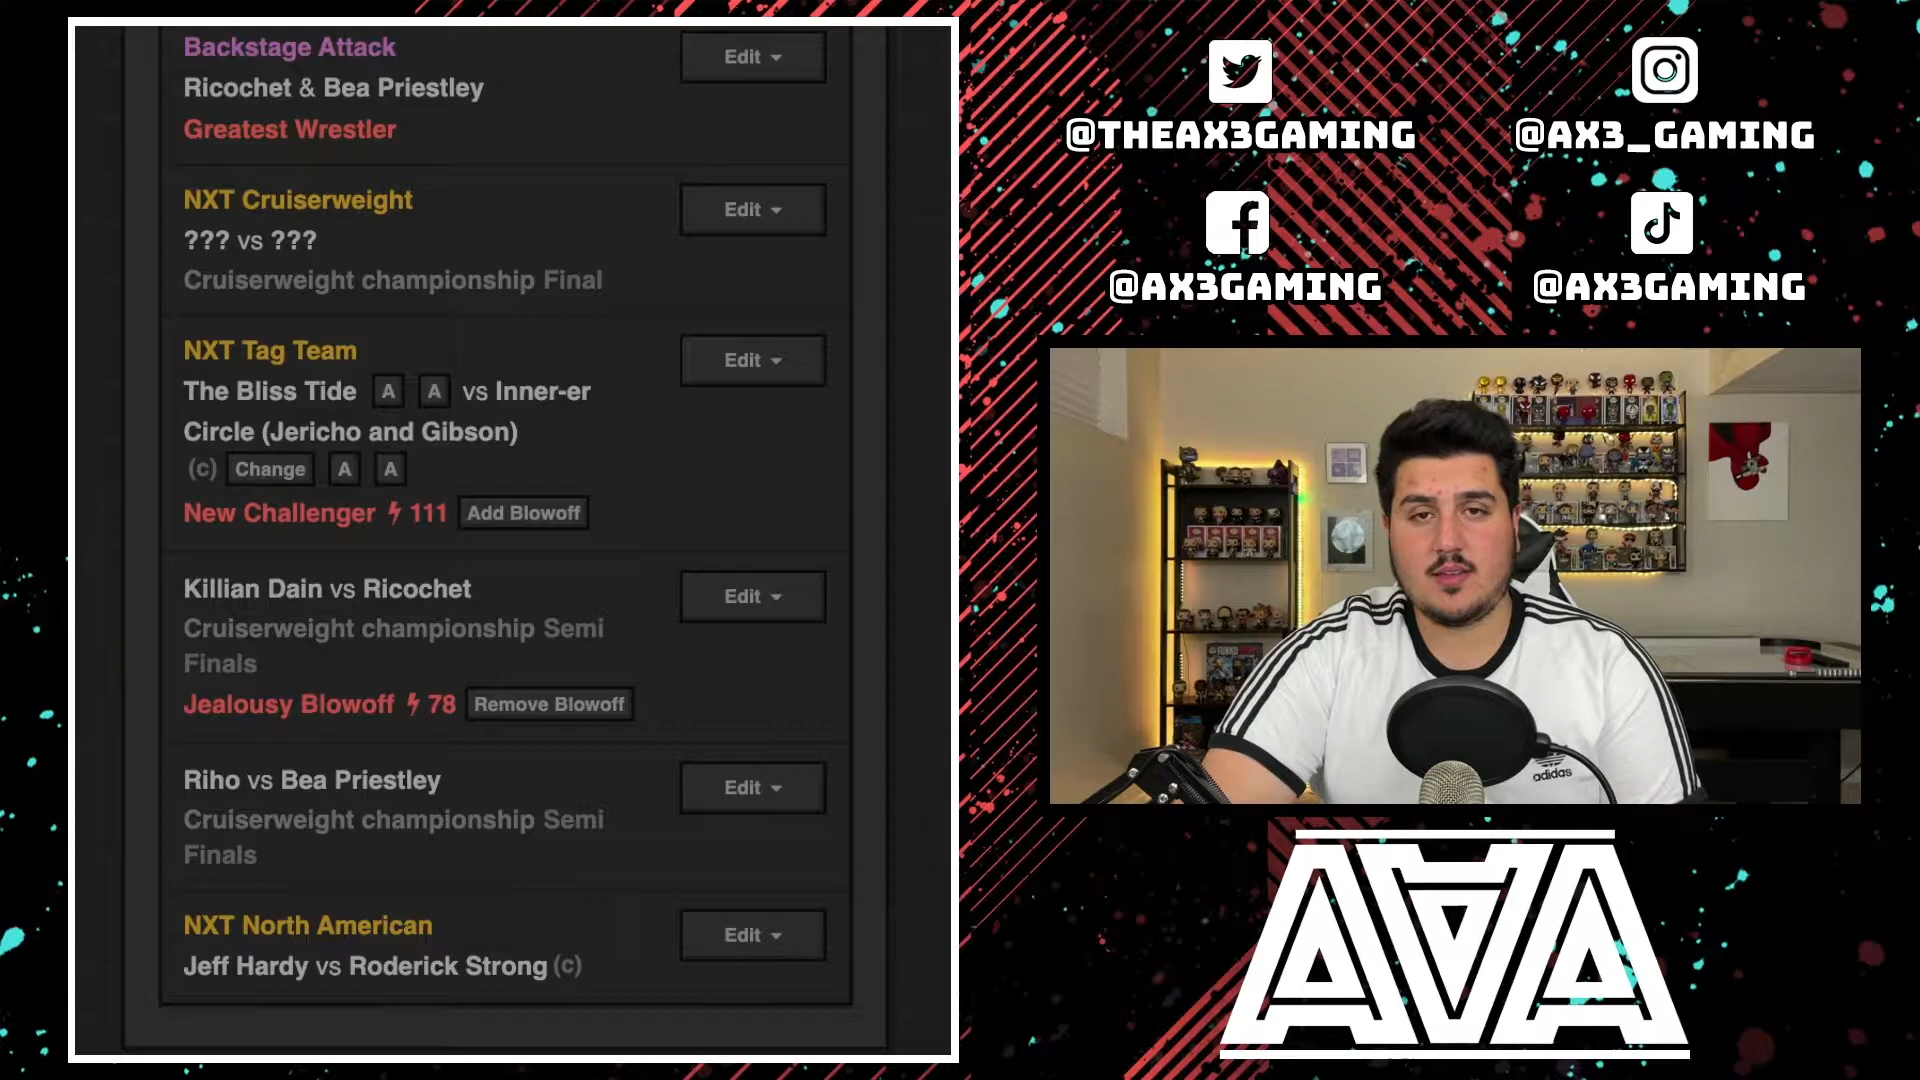 Backstage Attack
Edit
Ricochet & Bea Priestley
Greatest Wrestler
NXT Cruiserweight
Edit
??? vs ???
Cruiserweight championship Final
NXT Tag Team
Edit
The Bliss Tide A A vs Inner-er
Circle (Jericho and Gibson)
(c) Change A A
New Challenger 111 Add Blowoff
Killian Dain vs Ricochet
Edit
Cruiserweight championship Semi
Finals
Jealousy Blowoff 78 Remove Blowoff
Riho vs Bea Priestley
Edit
Cruiserweight championship Semi
Finals
NXT North American
Edit
Jeff Hardy vs Roderick Strong (c)
@THEAX3GAMING
@AX3_GAMING
@AX3GAMING
@AX3GAMING
adidas